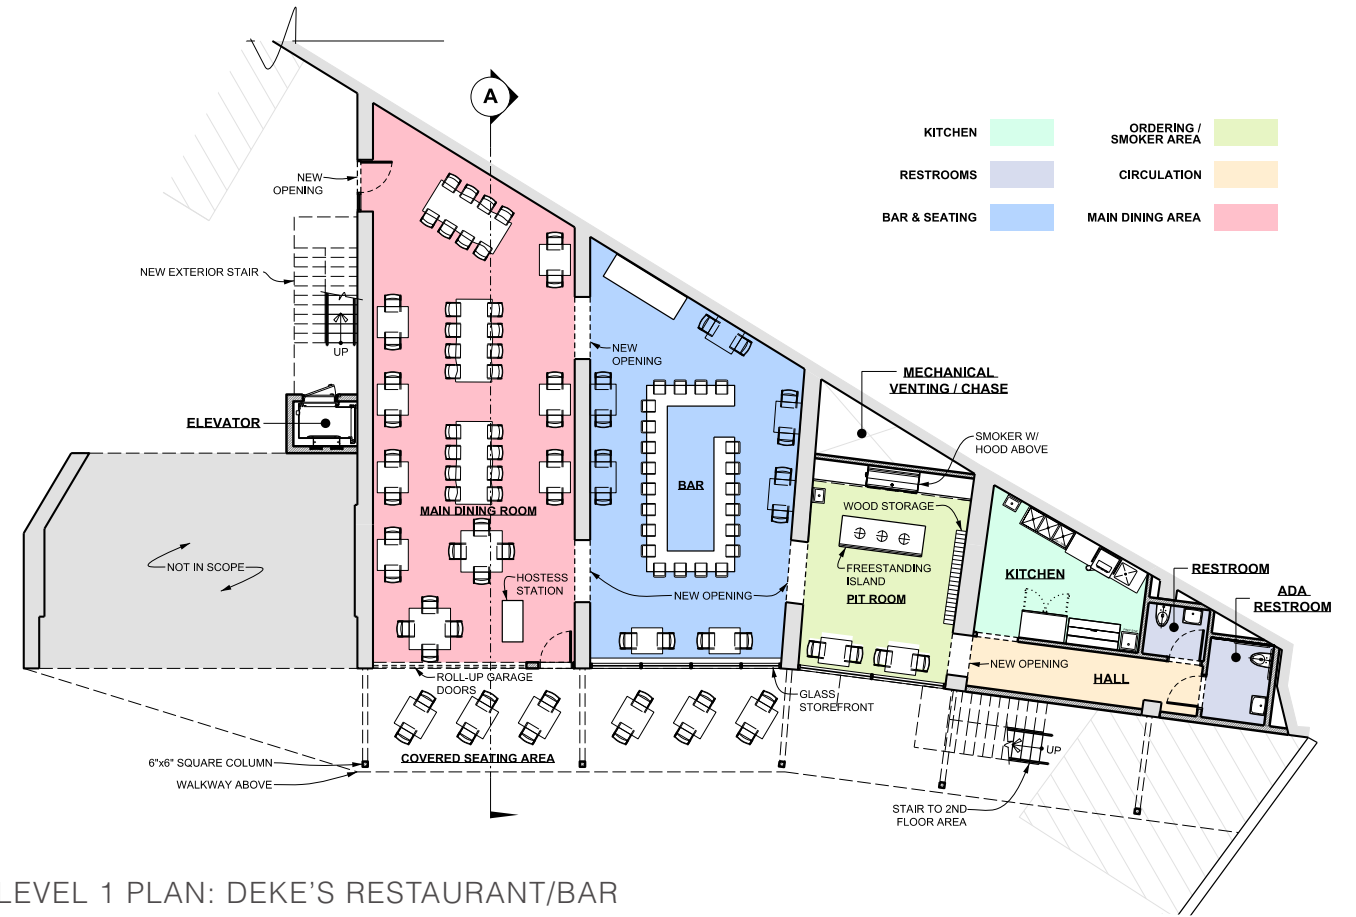 A
KITCHEN
ORDERING /
SMOKER AREA
RESTROOMS
CIRCULATION
BAR & SEATING
MAIN DINING AREA
NEW
OPENING
NEW EXTERIOR STAIR
UP
NEW
OPENING
MECHANICAL
VENTING / CHASE
ELEVATOR
SMOKER W/
HOOD ABOVE
BAR
WOOD STORAGE
MAIN DINING ROOM
NOT IN SCOPE
HOSTESS
STATION
NEW OPENING
FREESTANDING
ISLAND
PIT ROOM
KITCHEN
RESTROOM
ADA
RESTROOM
NEW OPENING
HALL
ROLL-UP GARAGE
DOORS
GLASS
STOREFRONT
COVERED SEATING AREA
6"x6" SQUARE COLUMN
WALKWAY ABOVE
UP
STAIR TO 2ND
FLOOR AREA
LEVEL 1 PLAN: DEKE'S RESTAURANT/BAR